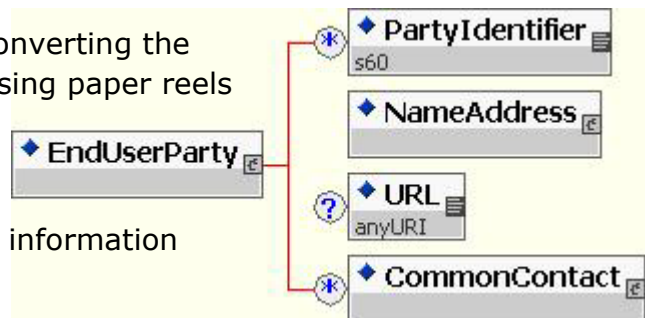 onverting the
sing paper reels
information
EndUserParty
*
PartyIdentifier
s60
NameAddress
?
URL
anyURI
*
CommonContact